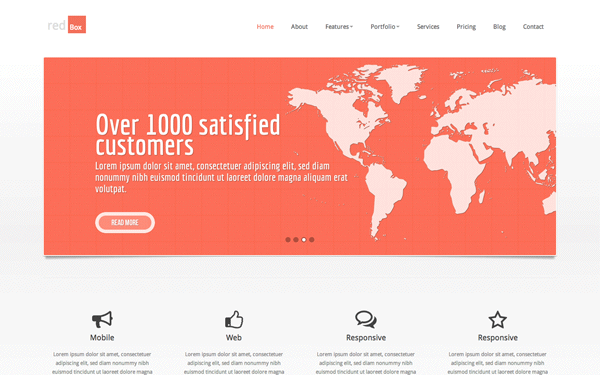 red Box
Home About Features Portfolio Services Pricing Blog Contact
Over 1000 satisfied
customers
Lorem ipsum dolor sit amet, consectetuer adipiscing elit, sed diam
nonummy nibh euismod tincidunt ut laoreet dolore magna aliquam erat
volutpat.
READ MORE
Mobile Web Responsive Responsive
Lorem ipsum dolor sit amet, consectetuer Lorem ipsum dolor sit amet, consectetuer Lorem ipsum dolor sit amet, consectetuer Lorem ipsum dolor sit amet, consectetuer
adipiscing elit, sed diam nonummy nibh adipiscing elit, sed diam nonummy nibh adipiscing elit, sed diam nonummy nibh adipiscing elit, sed diam nonummy nibh
euismod tincidunt ut laoreet dolore magna euismod tincidunt ut laoreet dolore magna euismod tincidunt ut laoreet dolore magna euismod tincidunt ut laoreet dolore magna